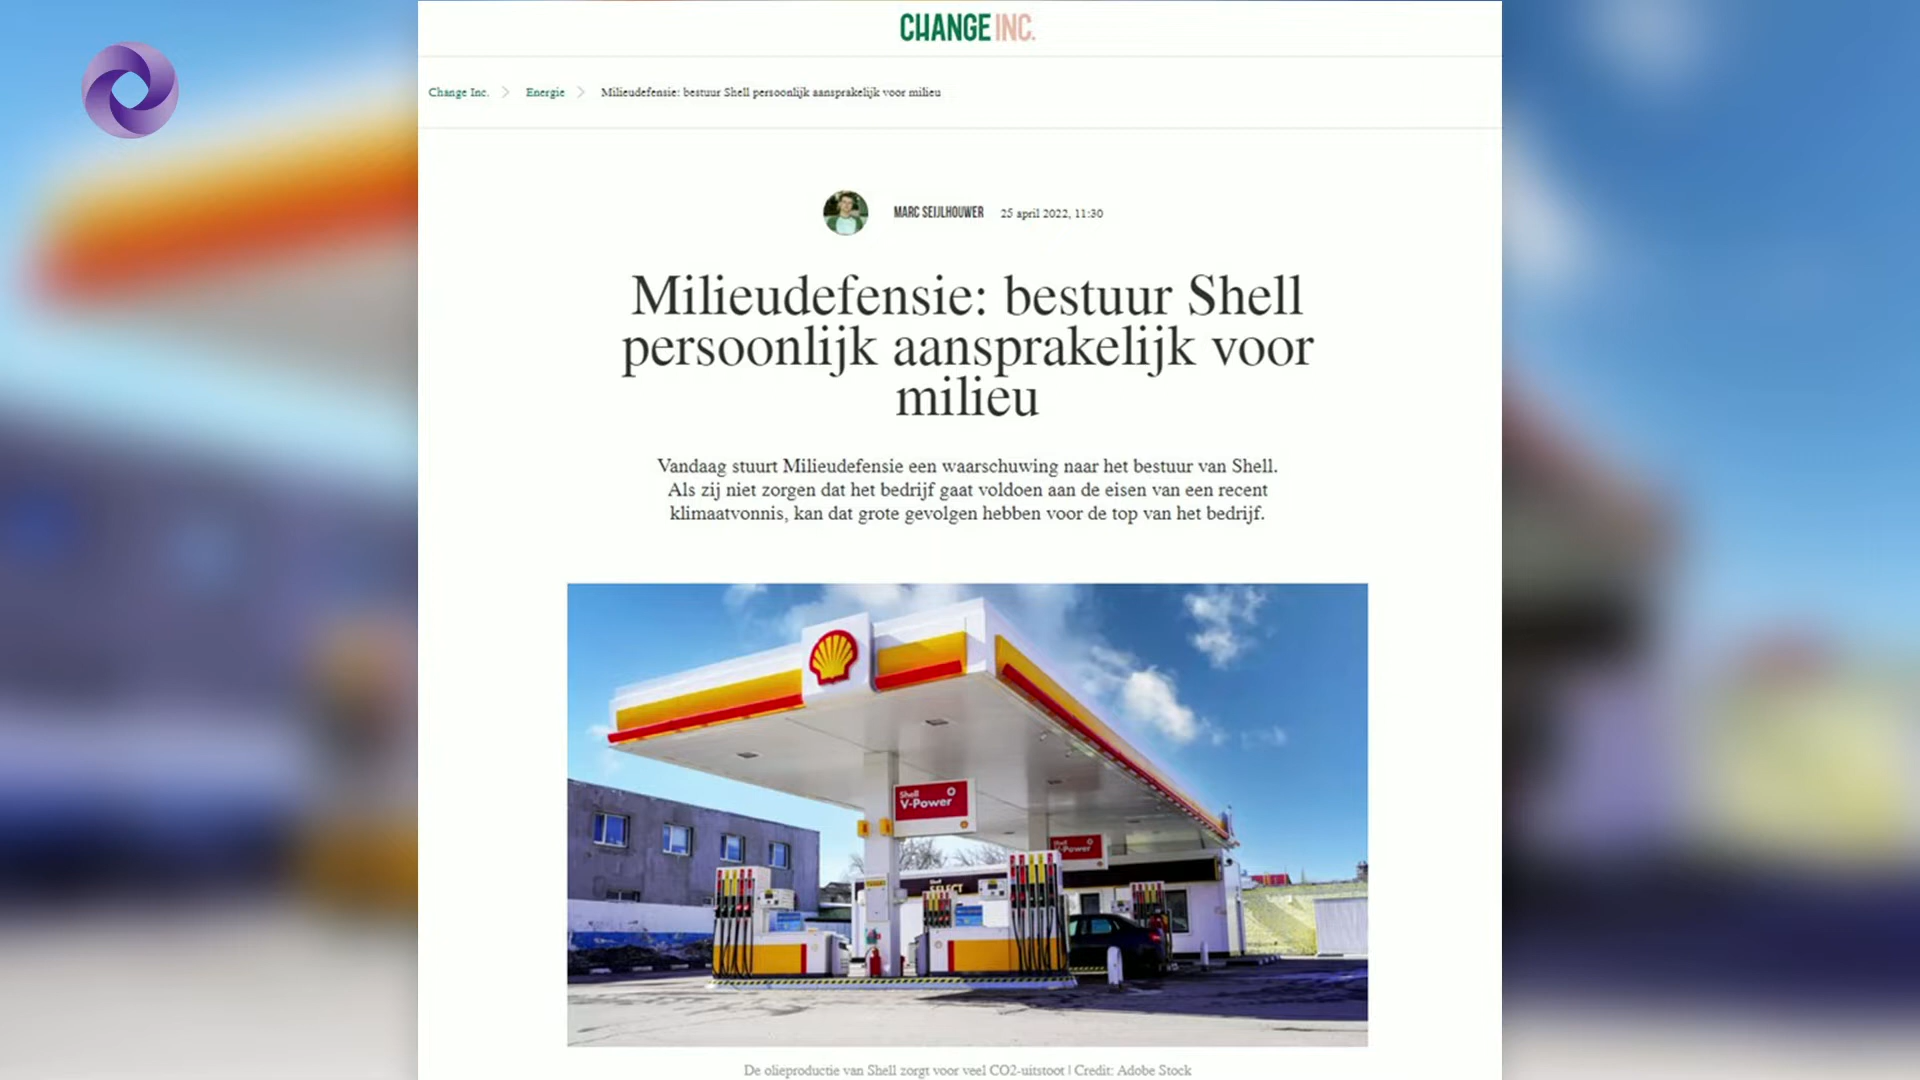 CHANGE INC.
Change Inc. > Energie > Milieudefensie: bestuur Shell persoonlijk aansprakelijk voor milieu
MARC SEIJLHOUWER 25 april 2022, 11:30
Milieudefensie: bestuur Shell
persoonlijk aansprakelijk voor
milieu
Vandaag stuurt Milieudefensie een waarschuwing naar het bestuur van Shell.
Als zij niet zorgen dat het bedrijf gaat voldoen aan de eisen van een recent
klimaatvonnis, kan dat grote gevolgen hebben voor de top van het bedrijf.
Shell
V-Power
Shell
V-Power
Shell
SELECT
De olieproductie van Shell zorgt voor veel CO2-uitstoot | Credit: Adobe Stock